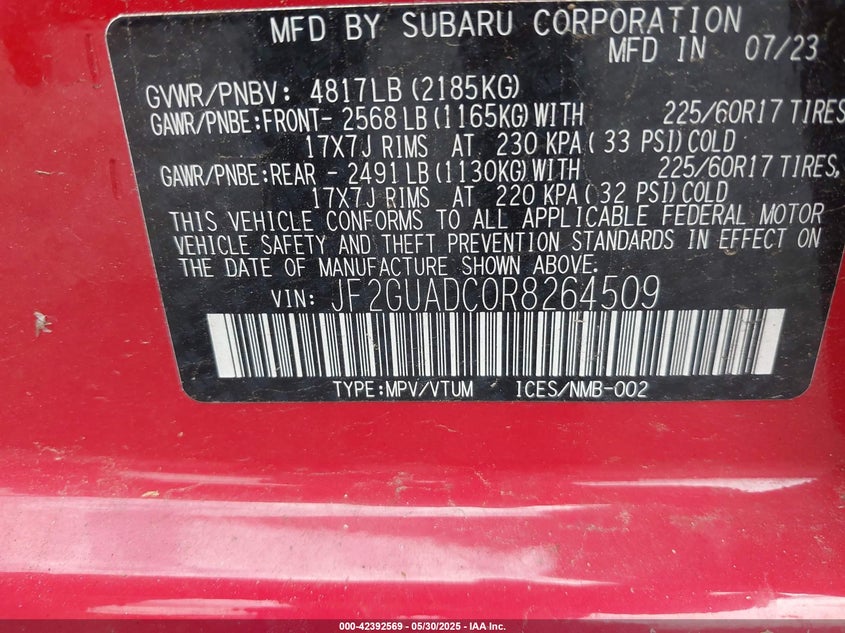 MFD BY SUBARU CORPORATION
MFD IN 07/23
GVWR/PNBV: 4817LB (2185KG)
GAWR/PNBE:FRONT- 2568 LB (1165KG) WITH 225/60R17 TIRES
17X7J RIMS AT 230 KPA ( 33 PSI) COLD
GAWR/PNBE:REAR - 2491 LB (1130KG) WITH 225/60R17 TIRES,
17X7J RIMS AT 220 KPA ( 32 PSI) COLD
THIS VEHICLE CONFORMS TO ALL APPLICABLE FEDERAL MOTOR
VEHICLE SAFETY AND THEFT PREVENTION STANDARDS IN EFFECT ON
THE DATE OF MANUFACTURE SHOWN ABOVE.
VIN: JF2GUADC0R8264509
TYPE:MPV/VTUM ICES/NMB-002
000-42392569 - 05/30/2025 - IAA Inc.